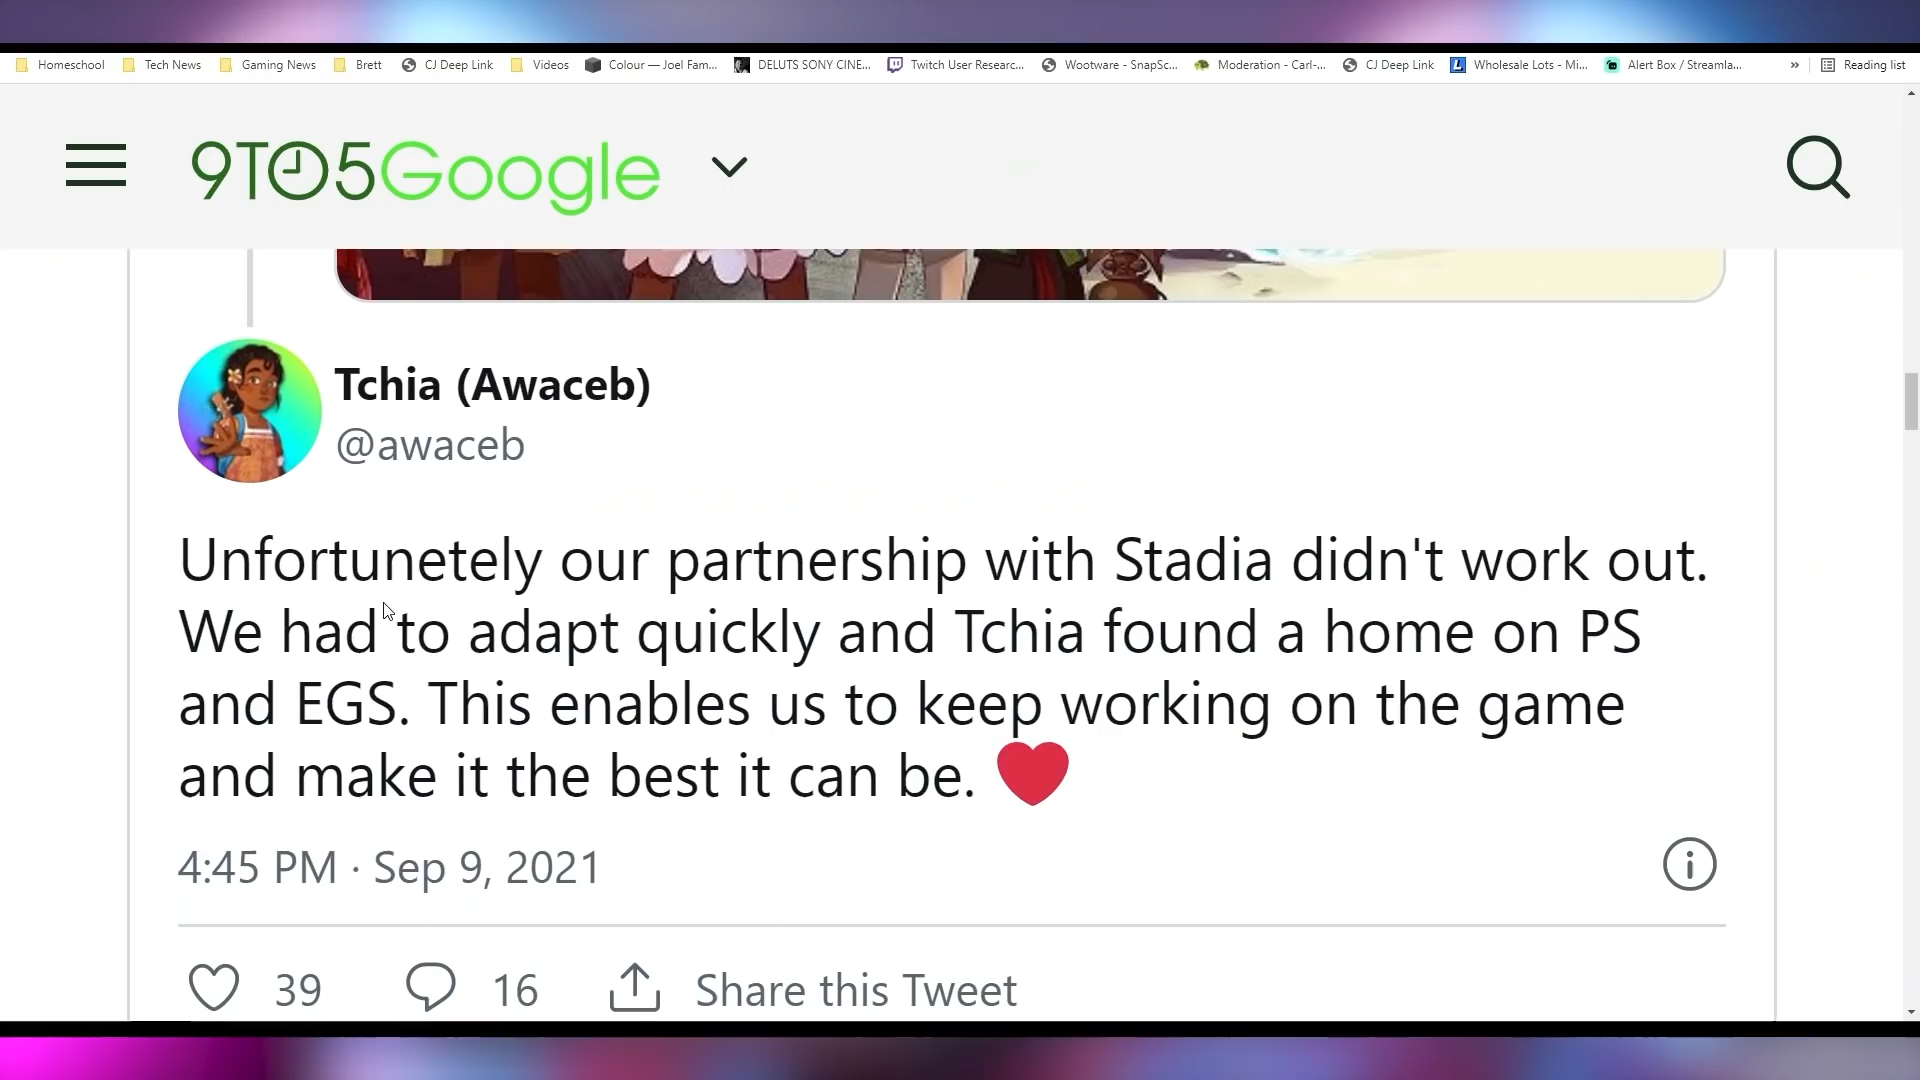 Homeschool Tech News Gaming News Brett CJ Deep Link Videos Colour — Joel Fam... DELUTS SONY CINE... Twitch User Researc... Wootware - SnapSc... Moderation - Carl-... CJ Deep Link Wholesale Lots - Mi... Alert Box / Streamla... » Reading list
9TO5Google
Tchia (Awaceb)
@awaceb
Unfortunetely our partnership with Stadia didn't work out.
We had to adapt quickly and Tchia found a home on PS
and EGS. This enables us to keep working on the game
and make it the best it can be. ❤️
4:45 PM · Sep 9, 2021
39 16 Share this Tweet